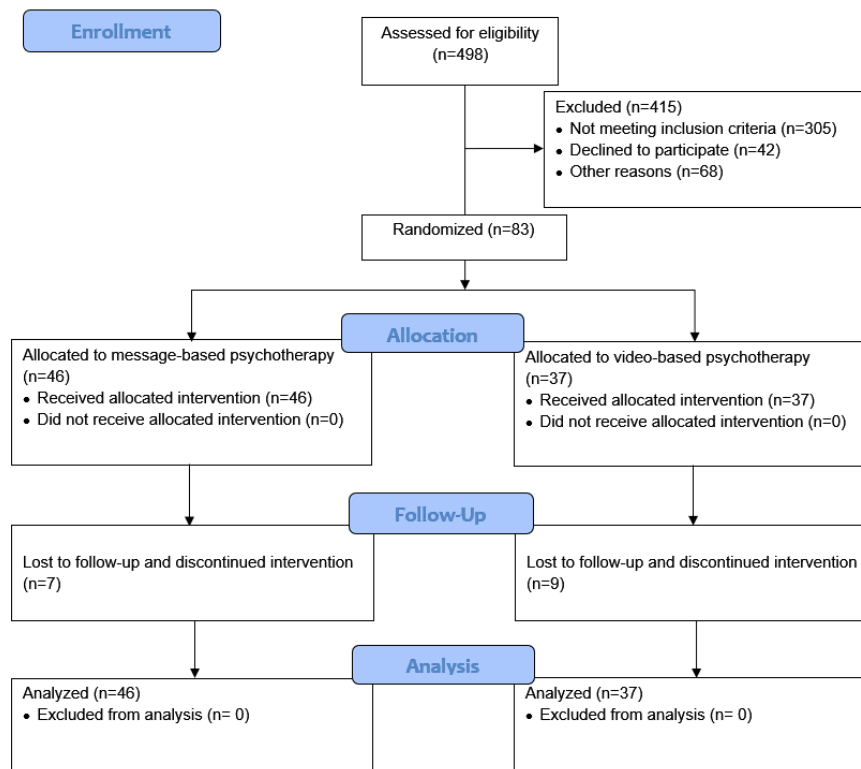 Enrollment
Assessed for eligibility
(n=498)
Excluded (n=415)
• Not meeting inclusion criteria (n=305)
• Declined to participate (n=42)
• Other reasons (n=68)
Randomized (n=83)
Allocation
Allocated to message-based psychotherapy
(n=46)
• Received allocated intervention (n=46)
• Did not receive allocated intervention (n=0)
Allocated to video-based psychotherapy
(n=37)
• Received allocated intervention (n=37)
• Did not receive allocated intervention (n=0)
Follow-Up
Lost to follow-up and discontinued intervention
(n=7)
Lost to follow-up and discontinued intervention
(n=9)
Analysis
Analyzed (n=46)
• Excluded from analysis (n= 0)
Analyzed (n=37)
• Excluded from analysis (n= 0)